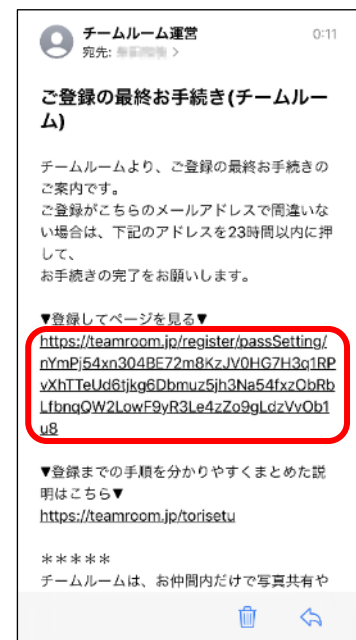 チームルーム運営
0:11
宛先:
ご登録の最終お手続き(チームルー
ム)
チームルームより、ご登録の最終お手続きの
ご案内です。
ご登録がこちらのメールアドレスで間違いな
い場合は、下記のアドレスを23時間以内に押
して、
お手続きの完了をお願いします。
▼登録してページを見る▼
https://teamroom.jp/register/passSetting/
nYmPj54xn304BE72m8KzJV0HG7H3q1RP
vXhTTeUd6tjkg6Dbmuz5jh3Na54fxzObRb
LfbnqQW2LowF9yR3Le4zZo9gLdzVvOb1
u8
▼登録までの手順を分かりやすくまとめた説
明はこちら▼
https://teamroom.jp/torisetu
＊＊＊＊＊
チームルームは、お仲間内だけで写真共有や